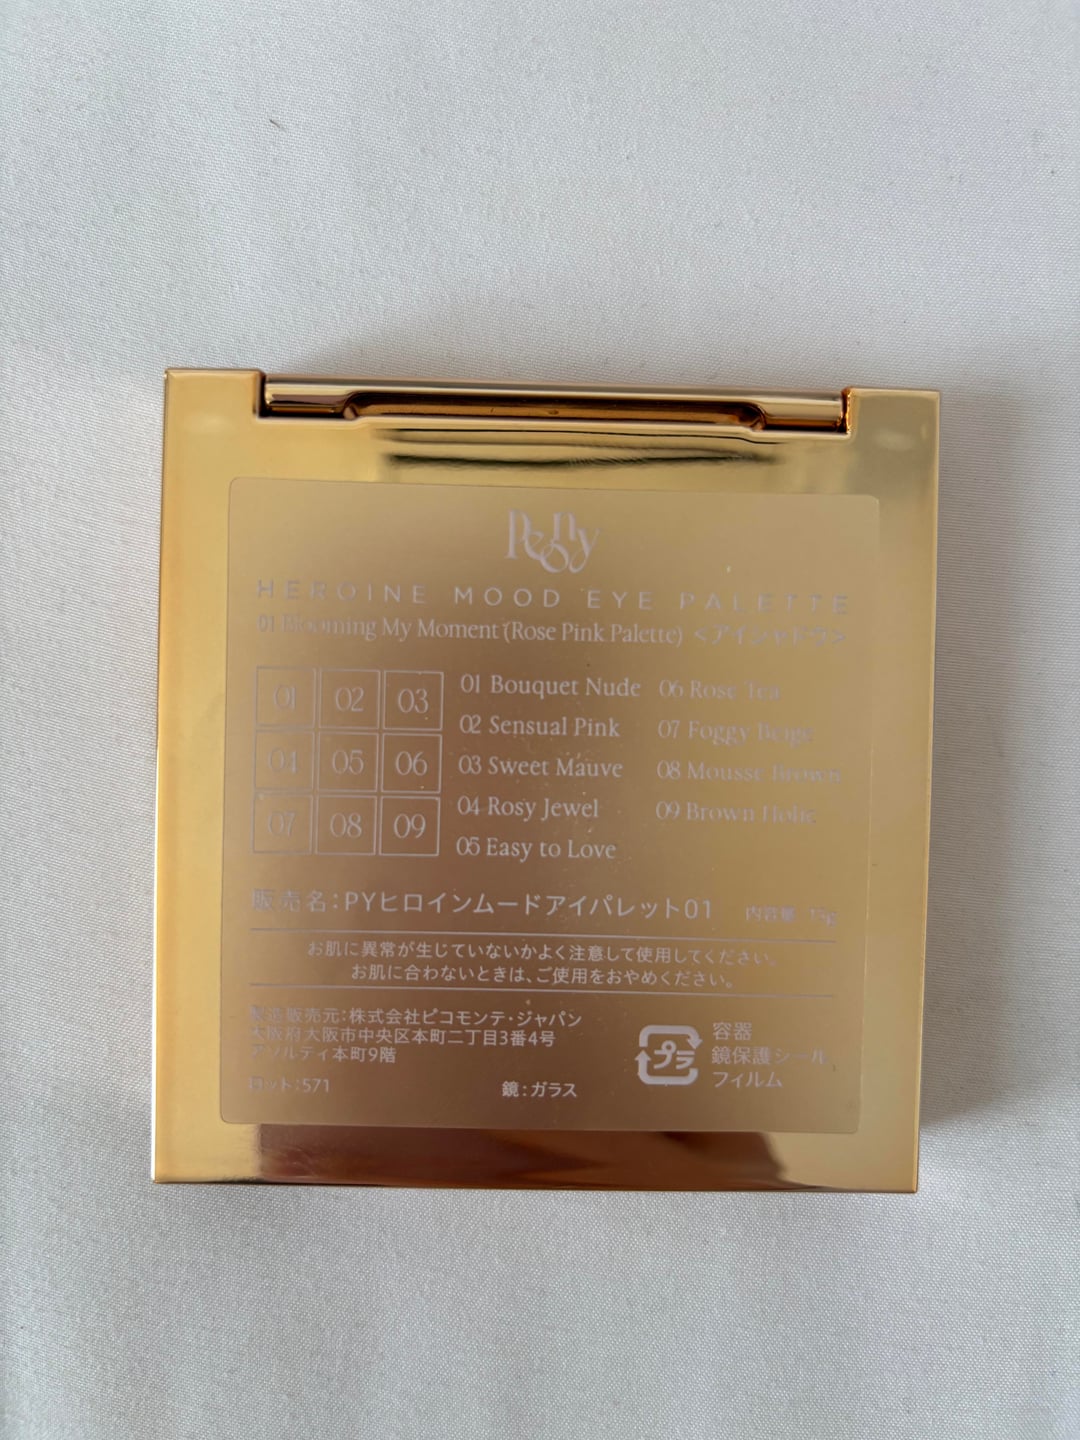 Peony
HEROINE MOOD EYE PALETTE
01 Blooming My Moment (Rose Pink Palette) <アイシャドウ>
01 02 03
04 05 06
07 08 09
01 Bouquet Nude
02 Sensual Pink
03 Sweet Mauve
04 Rosy Jewel
05 Easy to Love
06 Rose Tea
07 Foggy Beige
08 Mousse Brown
09 Brown Holic
販売名：PYヒロインムードアイパレット01 内容量 15g
お肌に異常が生じていないかよく注意して使用してください。
お肌に合わないときは、ご使用をおやめください。
製造販売元：株式会社ピコモンテ・ジャパン
大阪府大阪市中央区本町二丁目3番4号
アソルティ本町9階
ロット：571
鏡：ガラス
プラ
容器
鏡保護シール
フィルム